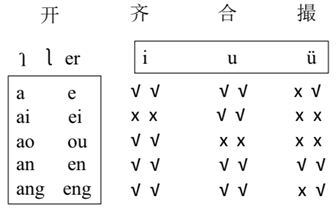 开 齐 合 撮
ʅ ɿ er i u ü
a e √ √ √ √ x √
ai ei x x √ √ x x
ao ou √ √ x x x x
an en √ √ √ √ √ √
ang eng √ √ √ √ x √